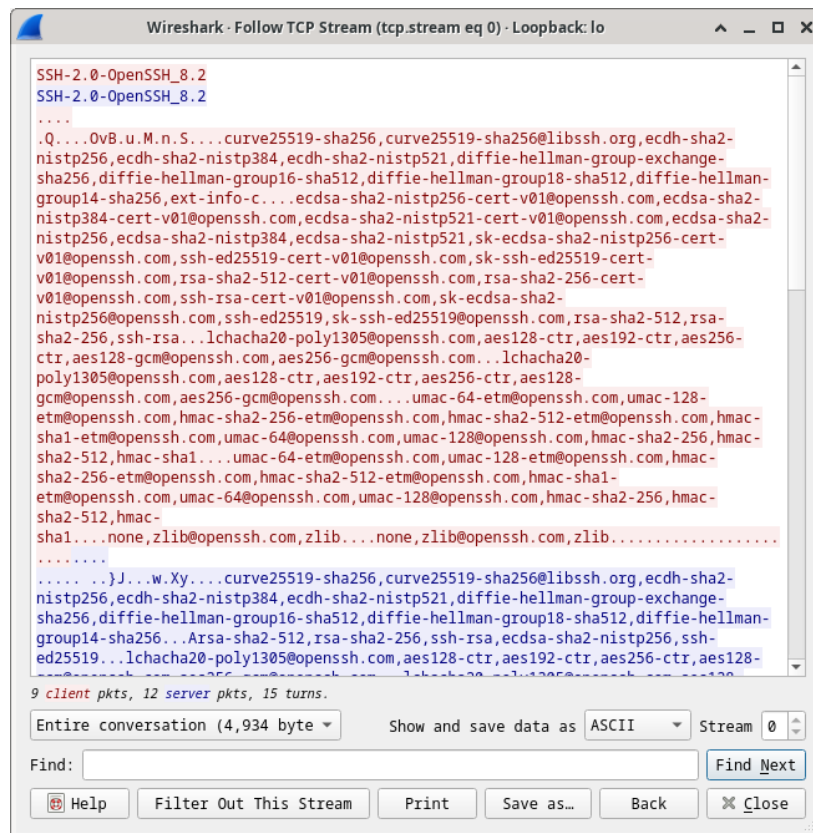 Wireshark · Follow TCP Stream (tcp.stream eq 0) · Loopback: lo
SSH-2.0-OpenSSH_8.2
SSH-2.0-OpenSSH_8.2
....
.Q....OvB.u.M.n.S....curve25519-sha256,curve25519-sha256@libssh.org,ecdh-sha2-
nistp256,ecdh-sha2-nistp384,ecdh-sha2-nistp521,diffie-hellman-group-exchange-
sha256,diffie-hellman-group16-sha512,diffie-hellman-group18-sha512,diffie-hellman-
group14-sha256,ext-info-c....ecdsa-sha2-nistp256-cert-v01@openssh.com,ecdsa-sha2-
nistp384-cert-v01@openssh.com,ecdsa-sha2-nistp521-cert-v01@openssh.com,ecdsa-sha2-
nistp256,ecdsa-sha2-nistp384,ecdsa-sha2-nistp521,sk-ecdsa-sha2-nistp256-cert-
v01@openssh.com,ssh-ed25519-cert-v01@openssh.com,sk-ssh-ed25519-cert-
v01@openssh.com,rsa-sha2-512-cert-v01@openssh.com,rsa-sha2-256-cert-
v01@openssh.com,ssh-rsa-cert-v01@openssh.com,sk-ecdsa-sha2-
nistp256@openssh.com,ssh-ed25519,sk-ssh-ed25519@openssh.com,rsa-sha2-512,rsa-
sha2-256,ssh-rsa...lchacha20-poly1305@openssh.com,aes128-ctr,aes192-ctr,aes256-
ctr,aes128-gcm@openssh.com,aes256-gcm@openssh.com...lchacha20-
poly1305@openssh.com,aes128-ctr,aes192-ctr,aes256-ctr,aes128-
gcm@openssh.com,aes256-gcm@openssh.com....umac-64-etm@openssh.com,umac-128-
etm@openssh.com,hmac-sha2-256-etm@openssh.com,hmac-sha2-512-etm@openssh.com,hmac-
sha1-etm@openssh.com,umac-64@openssh.com,umac-128@openssh.com,hmac-sha2-256,hmac-
sha2-512,hmac-sha1....umac-64-etm@openssh.com,umac-128-etm@openssh.com,hmac-
sha2-256-etm@openssh.com,hmac-sha2-512-etm@openssh.com,hmac-sha1-
etm@openssh.com,umac-64@openssh.com,umac-128@openssh.com,hmac-sha2-256,hmac-
sha2-512,hmac-
sha1....none,zlib@openssh.com,zlib....none,zlib@openssh.com,zlib...................
........
..... ..}J...w.Xy....curve25519-sha256,curve25519-sha256@libssh.org,ecdh-sha2-
nistp256,ecdh-sha2-nistp384,ecdh-sha2-nistp521,diffie-hellman-group-exchange-
sha256,diffie-hellman-group16-sha512,diffie-hellman-group18-sha512,diffie-hellman-
group14-sha256...Arsa-sha2-512,rsa-sha2-256,ssh-rsa,ecdsa-sha2-nistp256,ssh-
ed25519...lchacha20-poly1305@openssh.com,aes128-ctr,aes192-ctr,aes256-ctr,aes128-
9 client pkts, 12 server pkts, 15 turns.
Entire conversation (4,934 byte Show and save data as ASCII Stream 0
Find: Find Next
Help Filter Out This Stream Print Save as... Back Close